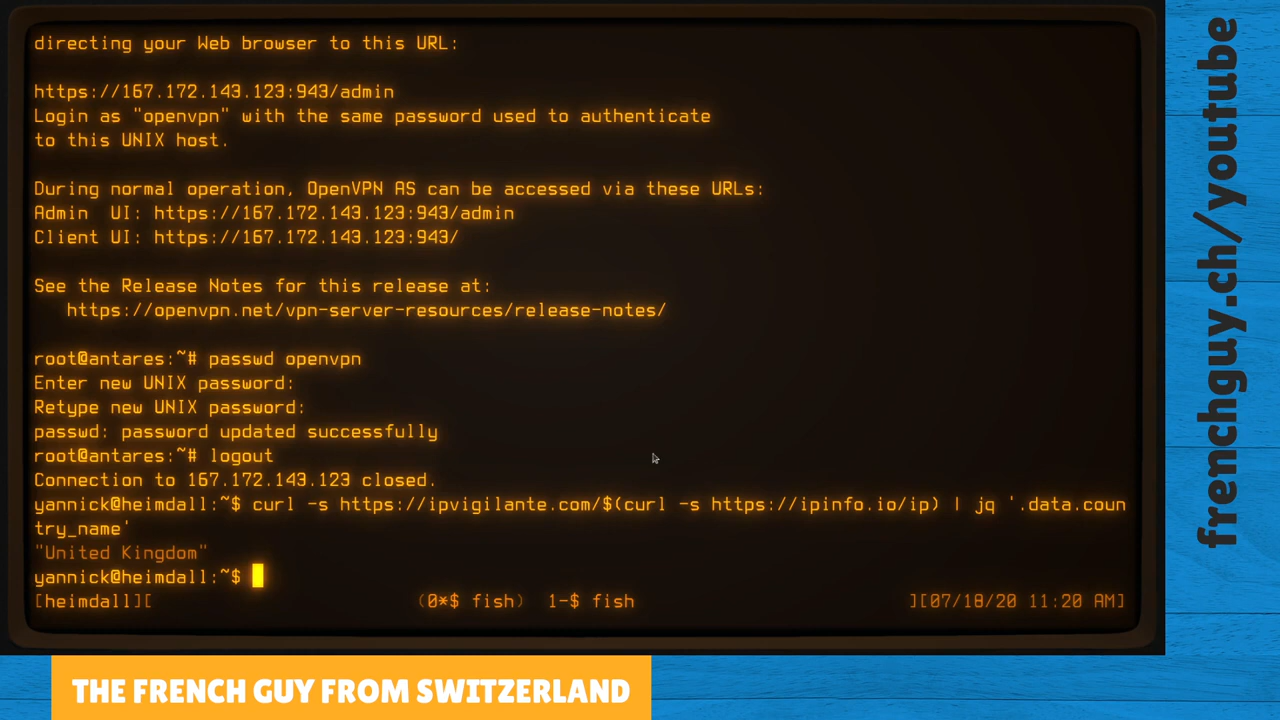 directing your Web browser to this URL:
https://167.172.143.123:943/admin
Login as "openvpn" with the same password used to authenticate
to this UNIX host.
During normal operation, OpenVPN AS can be accessed via these URLs:
Admin  UI: https://167.172.143.123:943/admin
Client UI: https://167.172.143.123:943/
See the Release Notes for this release at:
   https://openvpn.net/vpn-server-resources/release-notes/
root@antares:~# passwd openvpn
Enter new UNIX password:
Retype new UNIX password:
passwd: password updated successfully
root@antares:~# logout
Connection to 167.172.143.123 closed.
yannick@heimdall:~$ curl -s https://ipvigilante.com/$(curl -s https://ipinfo.io/ip) | jq '.data.coun
try_name'
"United Kingdom"
yannick@heimdall:~$
[heimdall][ (0*$ fish)  1-$ fish ][07/18/20 11:20 AM]
frenchguy.ch/youtube
THE FRENCH GUY FROM SWITZERLAND